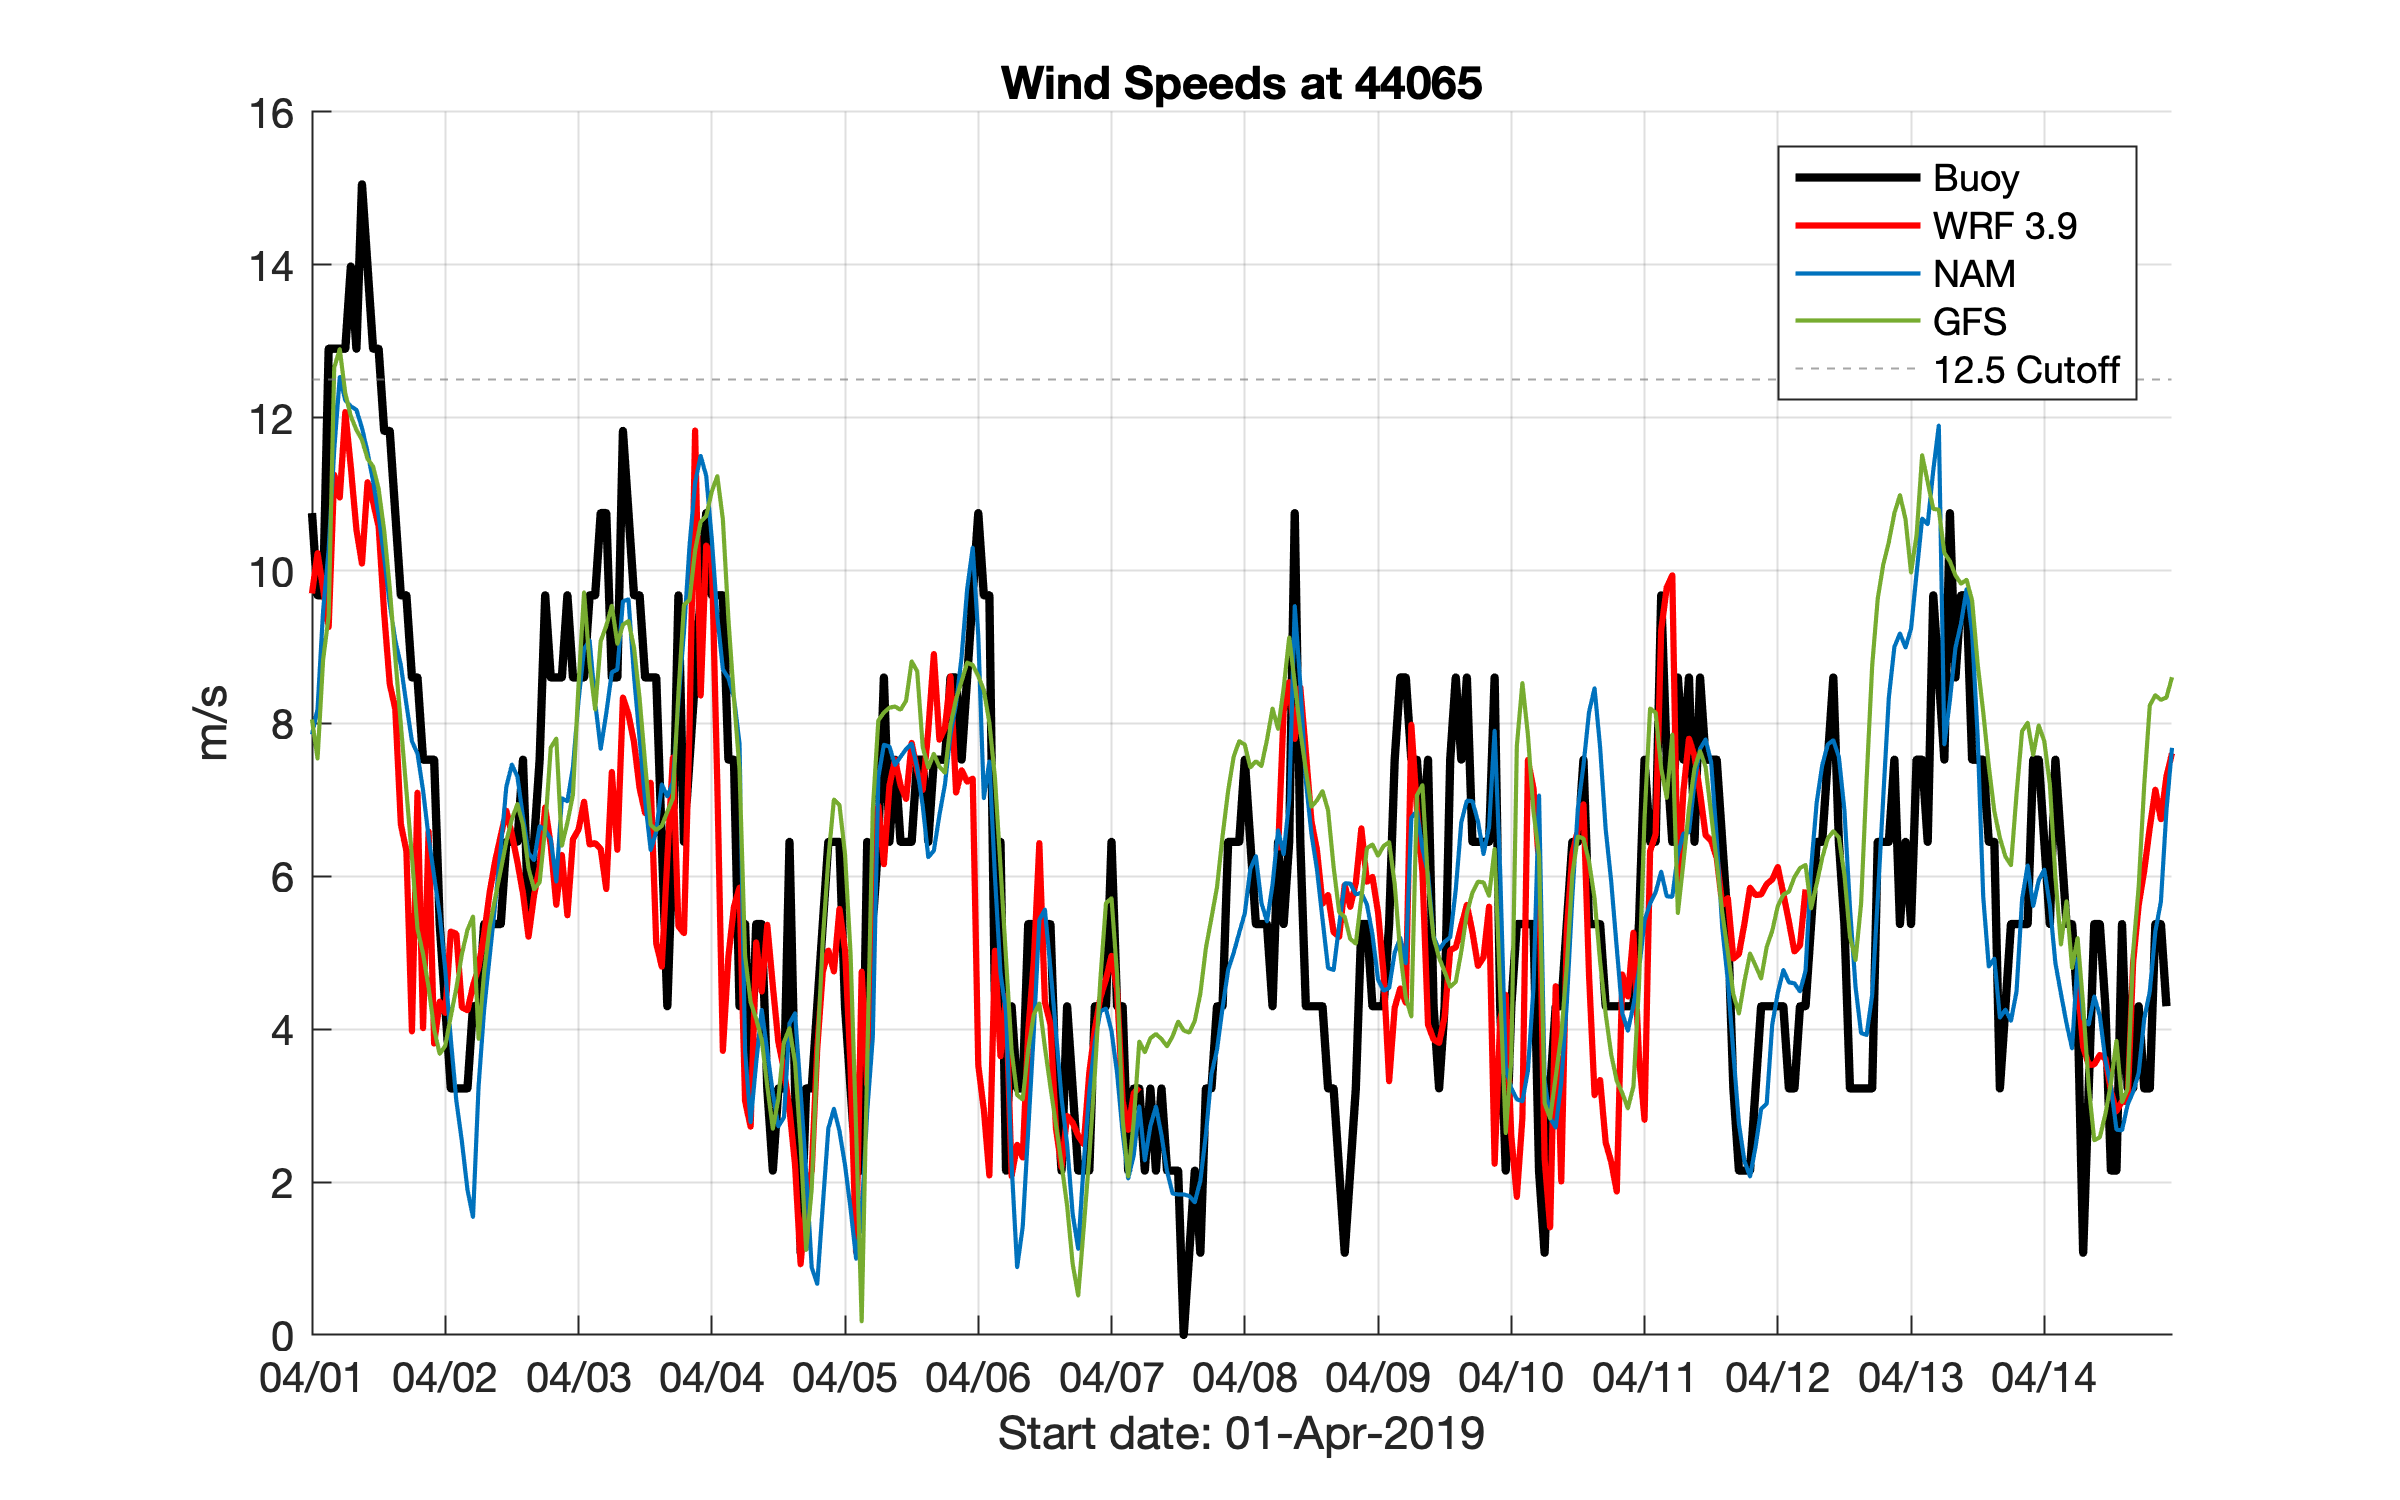 Wind Speeds at 44065
16
14
12
10
8
6
4
2
0
m/s
Buoy
WRF 3.9
NAM
GFS
12.5 Cutoff
04/01 04/02 04/03 04/04 04/05 04/06 04/07 04/08 04/09 04/10 04/11 04/12 04/13 04/14
Start date: 01-Apr-2019